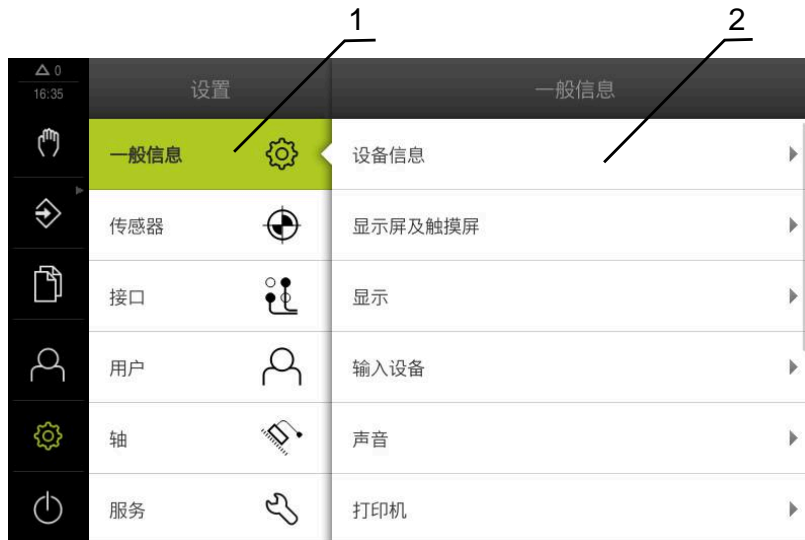 1
2
△ 0
16:35
设置
一般信息
一般信息
设备信息
传感器
显示屏及触摸屏
接口
显示
用户
输入设备
轴
声音
服务
打印机